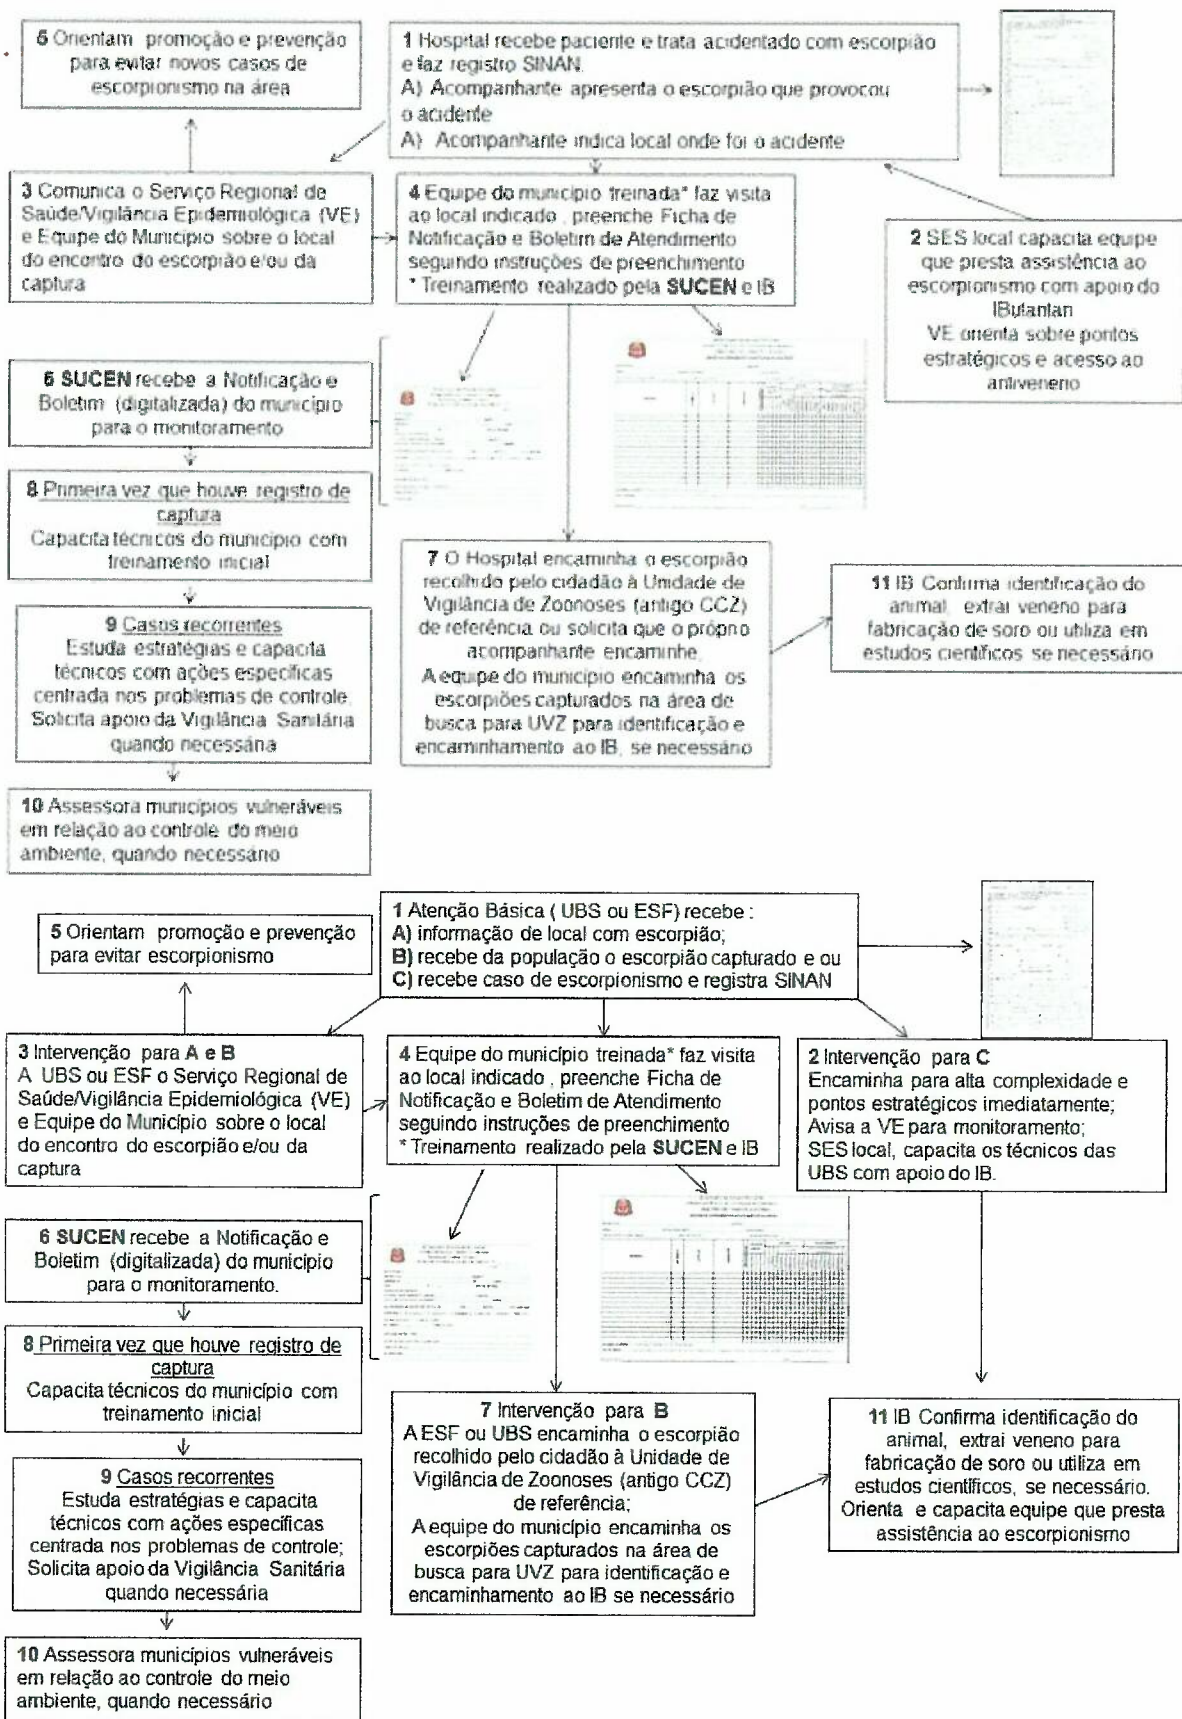 5 Orientam promoção e prevenção
para evitar novos casos de
escorpionismo na área
1 Hospital recebe paciente e trata acidentado com escorpião
e faz registro SINAN.
A) Acompanhante apresenta o escorpião que provocou
o acidente
A) Acompanhante indica local onde foi o acidente
3 Comunica o Serviço Regional de
Saúde/Vigilância Epidemiológica (VE)
e Equipe do Município sobre o local
do encontro do escorpião e/ou da
captura
4 Equipe do município treinada* faz visita
ao local indicado , preenche Ficha de
Notificação e Boletim de Atendimento
seguindo instruções de preenchimento
* Treinamento realizado pela SUCEN e IB
2 SES local capacita equipe
que presta assistência ao
escorpionismo com apoio do
IButantan
VE orienta sobre pontos
estratégicos e acesso ao
antiveneno
6 SUCEN recebe a Notificação e
Boletim (digitalizada) do município
para o monitoramento
8 Primeira vez que houve registro de
captura
Capacita técnicos do município com
treinamento inicial
7 O Hospital encaminha o escorpião
recolhido pelo cidadão à Unidade de
Vigilância de Zoonoses (antigo CCZ)
de referência ou solicita que o próprio
acompanhante encaminhe.
A equipe do município encaminha os
escorpiões capturados na área de
busca para UVZ para identificação e
encaminhamento ao IB, se necessário
11 IB Confirma identificação do
animal, extrai veneno para
fabricação de soro ou utiliza em
estudos científicos se necessário
9 Casos recorrentes
Estuda estratégias e capacita
técnicos com ações específicas
centrada nos problemas de controle.
Solicita apoio da Vigilância Sanitária
quando necessária
10 Assessora municípios vulneráveis
em relação ao controle do meio
ambiente, quando necessário
5 Orientam promoção e prevenção
para evitar escorpionismo
1 Atenção Básica ( UBS ou ESF) recebe :
A) informação de local com escorpião;
B) recebe da população o escorpião capturado e ou
C) recebe caso de escorpionismo e registra SINAN
3 Intervenção para A e B
A UBS ou ESF o Serviço Regional de
Saúde/Vigilância Epidemiológica (VE)
e Equipe do Município sobre o local
do encontro do escorpião e/ou da
captura
4 Equipe do município treinada* faz visita
ao local indicado , preenche Ficha de
Notificação e Boletim de Atendimento
seguindo instruções de preenchimento
* Treinamento realizado pela SUCEN e IB
2 Intervenção para C
Encaminha para alta complexidade e
pontos estratégicos imediatamente;
Avisa a VE para monitoramento;
SES local, capacita os técnicos das
UBS com apoio do IB.
6 SUCEN recebe a Notificação e
Boletim (digitalizada) do município
para o monitoramento.
8 Primeira vez que houve registro de
captura
Capacita técnicos do município com
treinamento inicial
7 Intervenção para B
A ESF ou UBS encaminha o escorpião
recolhido pelo cidadão à Unidade de
Vigilância de Zoonoses (antigo CCZ)
de referência;
A equipe do município encaminha os
escorpiões capturados na área de
busca para UVZ para identificação e
encaminhamento ao IB se necessário
11 IB Confirma identificação do
animal, extrai veneno para
fabricação de soro ou utiliza em
estudos científicos, se necessário.
Orienta e capacita equipe que presta
assistência ao escorpionismo
9 Casos recorrentes
Estuda estratégias e capacita
técnicos com ações específicas
centrada nos problemas de controle;
Solicita apoio da Vigilância Sanitária
quando necessária
10 Assessora municípios vulneráveis
em relação ao controle do meio
ambiente, quando necessário